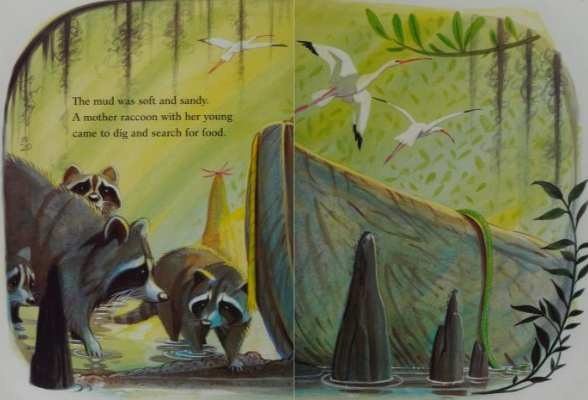 The mud was soft and sandy.
A mother raccoon with her young
came to dig and search for food.